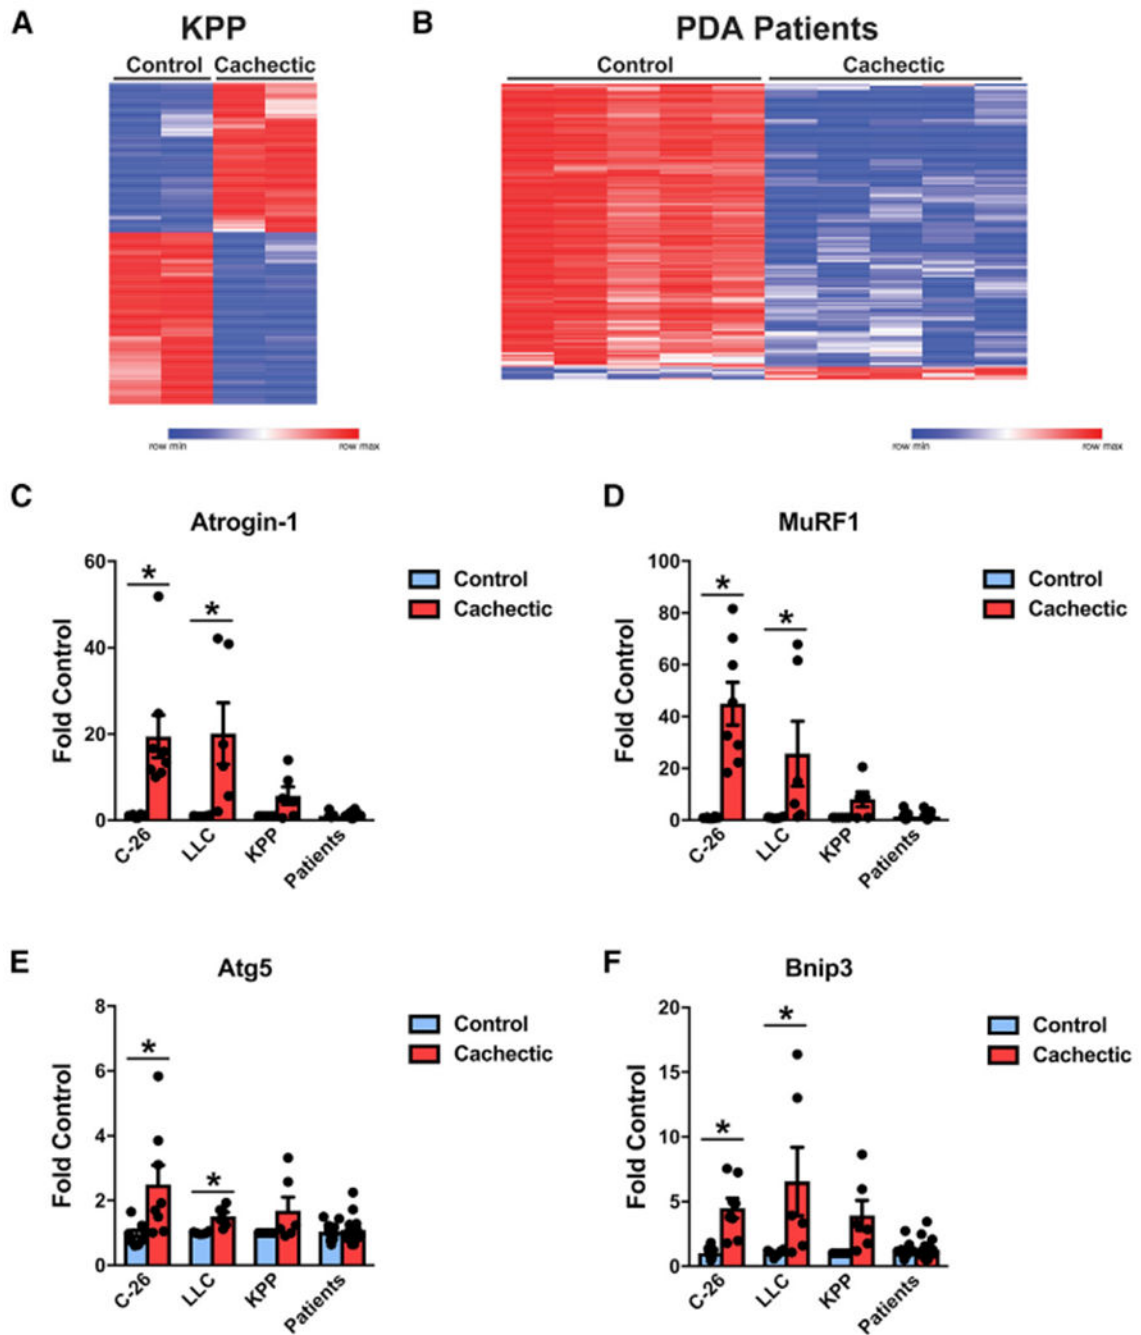 A
KPP
Control Cachectic
row min row max
B
PDA Patients
Control Cachectic
row min row max
C
Atrogin-1
Fold Control
60
40
20
0
*
*
C-26 LLC KPP Patients
Control
Cachectic
D
MuRF1
Fold Control
100
80
60
40
20
0
*
*
C-26 LLC KPP Patients
Control
Cachectic
E
Atg5
Fold Control
8
6
4
2
0
*
*
C-26 LLC KPP Patients
Control
Cachectic
F
Bnip3
Fold Control
20
15
10
5
0
*
*
C-26 LLC KPP Patients
Control
Cachectic